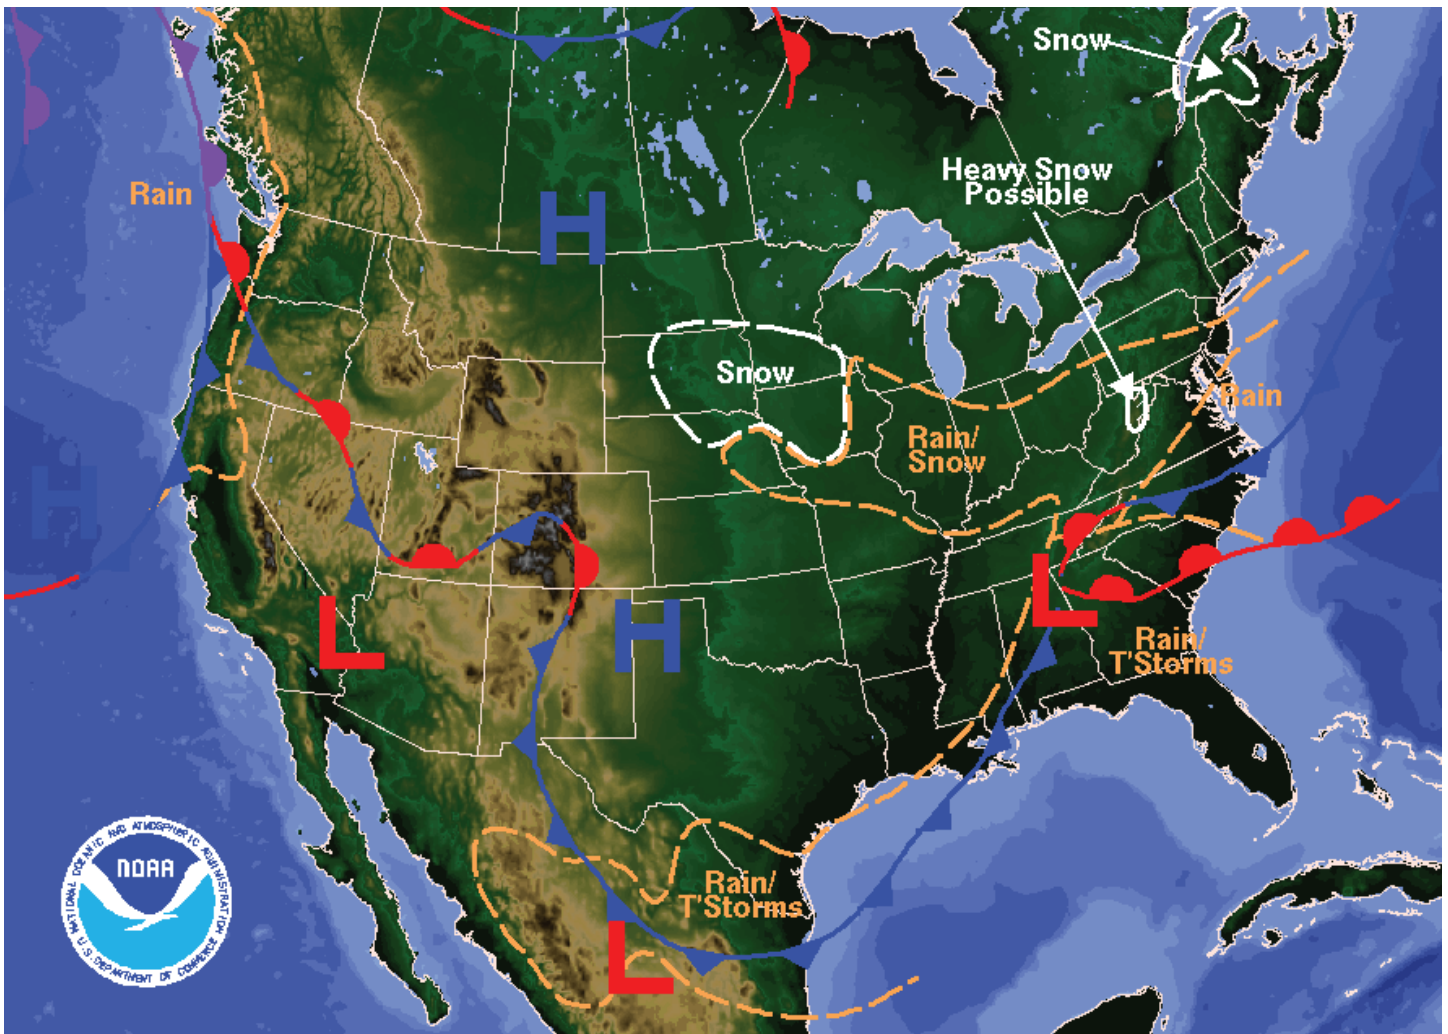 Snow
Heavy Snow
Possible
Rain
H
Snow
Rain
Rain/
Snow
H
L
H
L
Rain/
T'Storms
Rain/
T'Storms
L
NATIONAL OCEANIC AND ATMOSPHERIC ADMINISTRATION
NOAA
U.S. DEPARTMENT OF COMMERCE